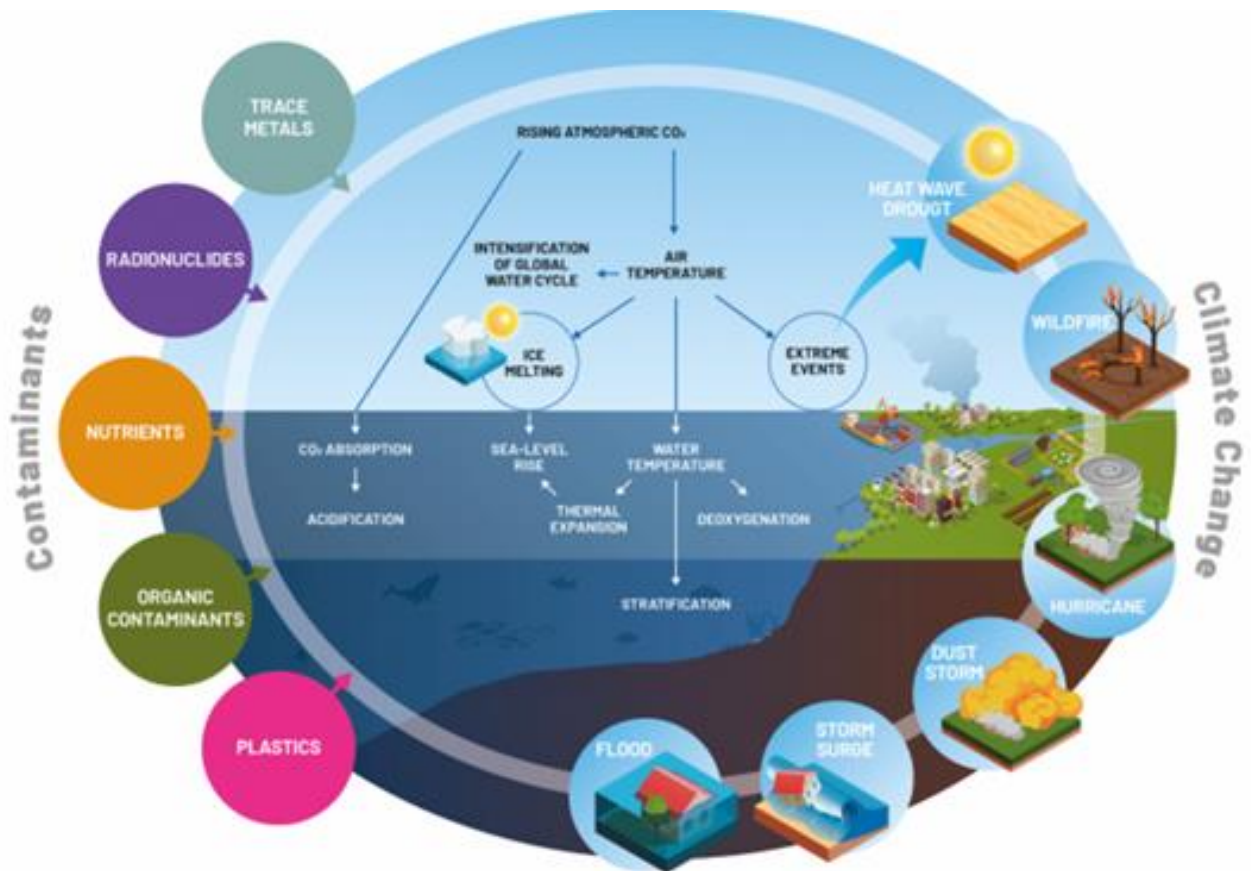 TRACE
METALS
RADIONUCLIDES
NUTRIENTS
ORGANIC
CONTAMINANTS
PLASTICS
Contaminants
RISING ATMOSPHERIC CO₂
INTENSIFICATION
OF GLOBAL
WATER CYCLE
AIR
TEMPERATURE
ICE
MELTING
EXTREME
EVENTS
CO₂ ABSORPTION
SEA-LEVEL
RISE
WATER
TEMPERATURE
ACIDIFICATION
THERMAL
EXPANSION
DEOXYGENATION
STRATIFICATION
HEAT WAVE
DROUGT
WILDFIRE
HURRICANE
DUST
STORM
STORM
SURGE
FLOOD
Climate Change